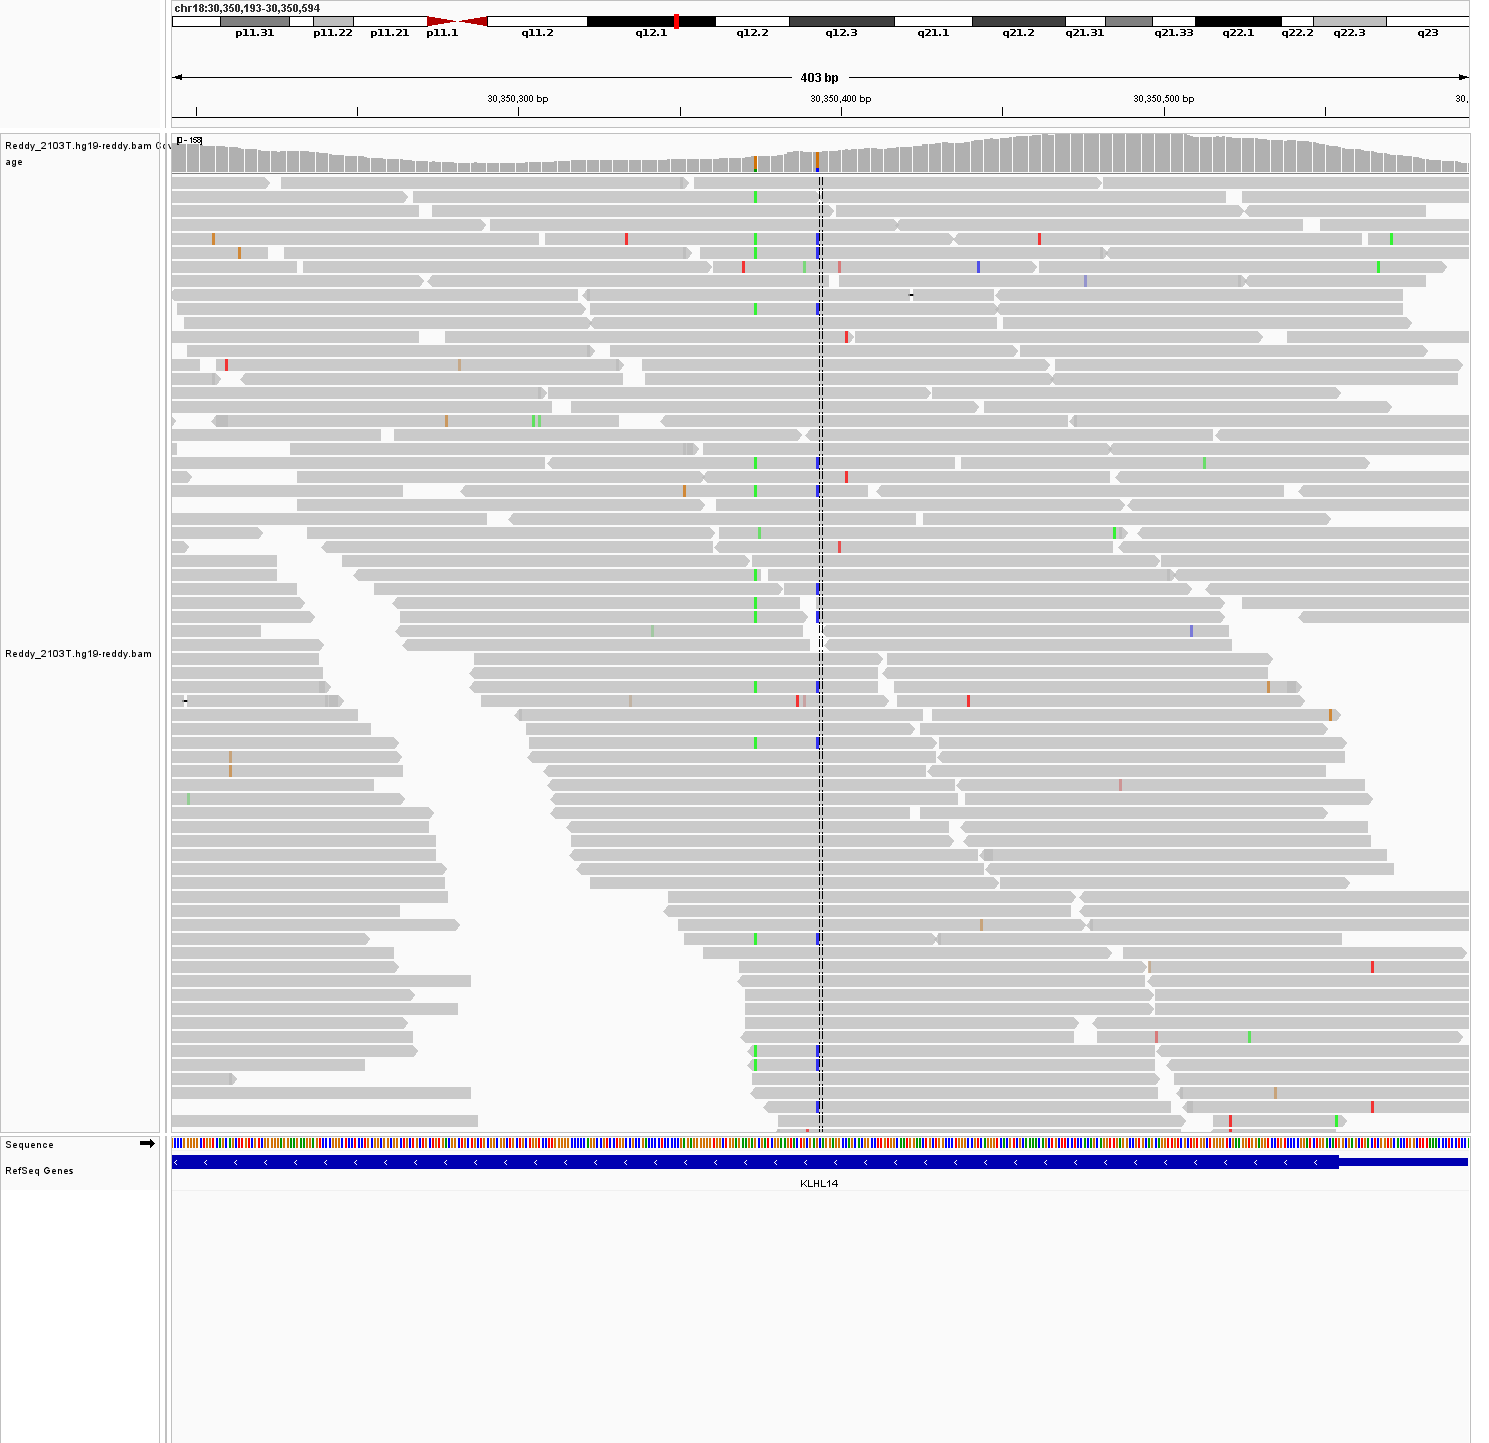 chr18:30,350,193-30,350,594
p11.31 p11.22 p11.21 p11.1 q11.2 q12.1 q12.2 q12.3 q21.1 q21.2 q21.31 q21.33 q22.1 q22.2 q22.3 q23
403 bp
30,350,300 bp 30,350,400 bp 30,350,500 bp 30,
Reddy_2103T.hg19-reddy.bam Cov
age
Reddy_2103T.hg19-reddy.bam
Sequence
RefSeq Genes
KLHL14